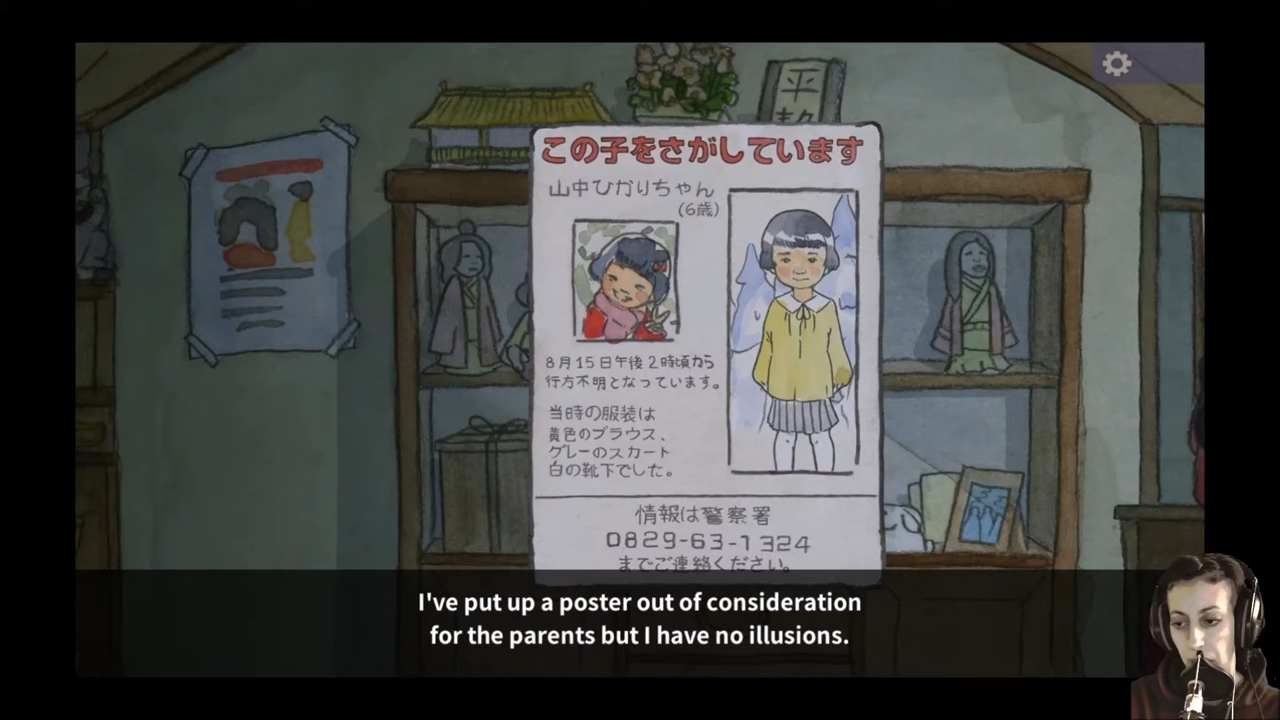 平
この子をさがしています
山中ひかりちゃん
(6歳)
8月15日午後2時頃から
行方不明となっています。
当時の服装は
黄色のブラウス、
グレーのスカート
白の靴下でした。
情報は警察署
0829-63-1324
までご連絡ください。
I've put up a poster out of consideration
for the parents but I have no illusions.